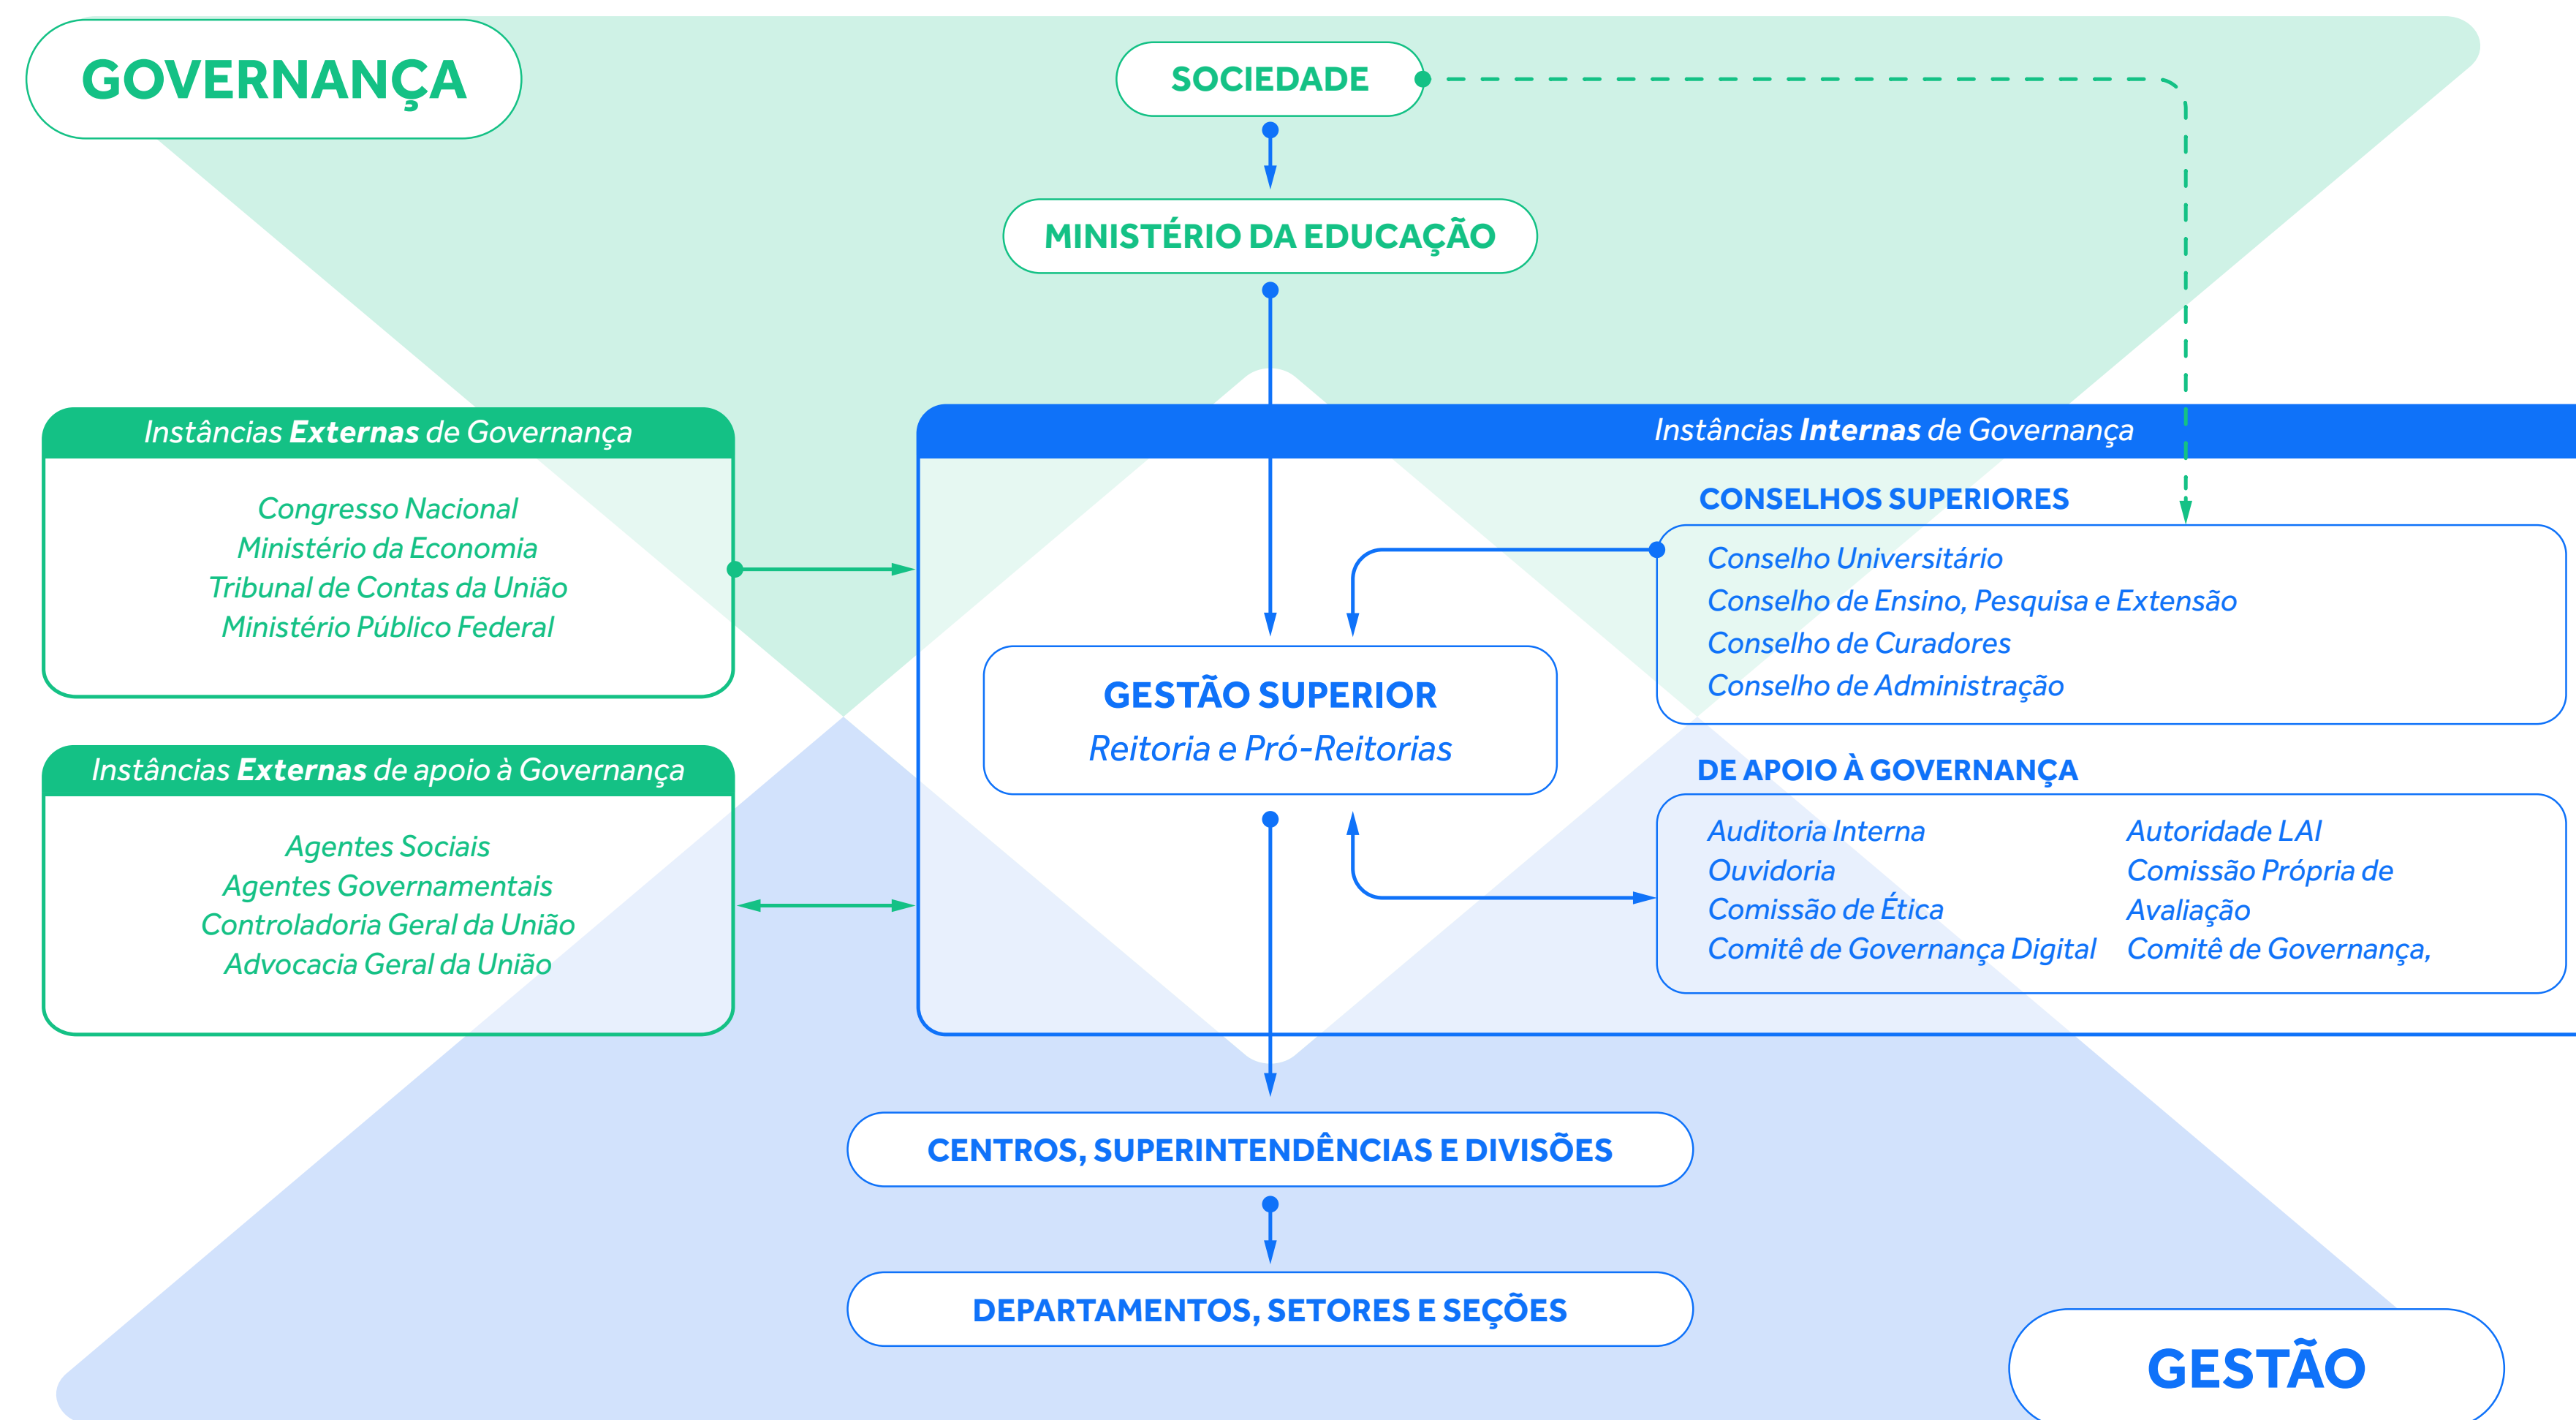 GOVERNANÇA
SOCIEDADE
MINISTÉRIO DA EDUCAÇÃO
Instâncias Externas de Governança
Congresso Nacional
Ministério da Economia
Tribunal de Contas da União
Ministério Público Federal
Instâncias Externas de apoio à Governança
Agentes Sociais
Agentes Governamentais
Controladoria Geral da União
Advocacia Geral da União
Instâncias Internas de Governança
GESTÃO SUPERIOR
Reitoria e Pró-Reitorias
CONSELHOS SUPERIORES
Conselho Universitário
Conselho de Ensino, Pesquisa e Extensão
Conselho de Curadores
Conselho de Administração
DE APOIO À GOVERNANÇA
Auditoria Interna
Ouvidoria
Comissão de Ética
Comitê de Governança Digital
Autoridade LAI
Comissão Própria de
Avaliação
Comitê de Governança,
CENTROS, SUPERINTENDÊNCIAS E DIVISÕES
DEPARTAMENTOS, SETORES E SEÇÕES
GESTÃO